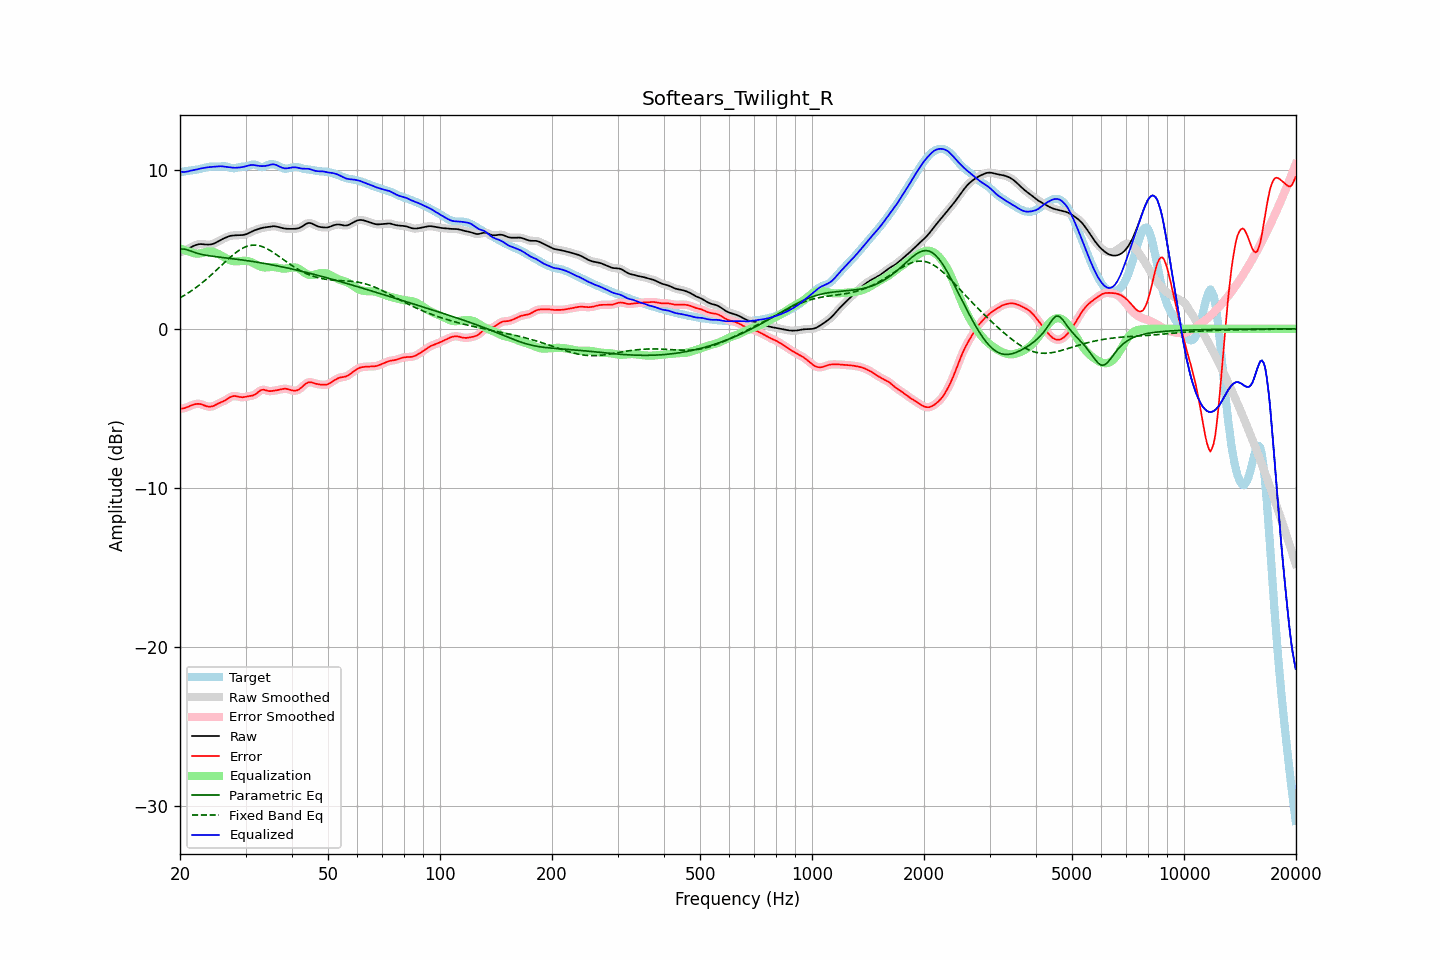 Softears_Twilight_R
Amplitude (dBr)
10
0
−10
−20
−30
Target
Raw Smoothed
Error Smoothed
Raw
Error
Equalization
Parametric Eq
Fixed Band Eq
Equalized
20 50 100 200 500 1000 2000 5000 10000 20000
Frequency (Hz)